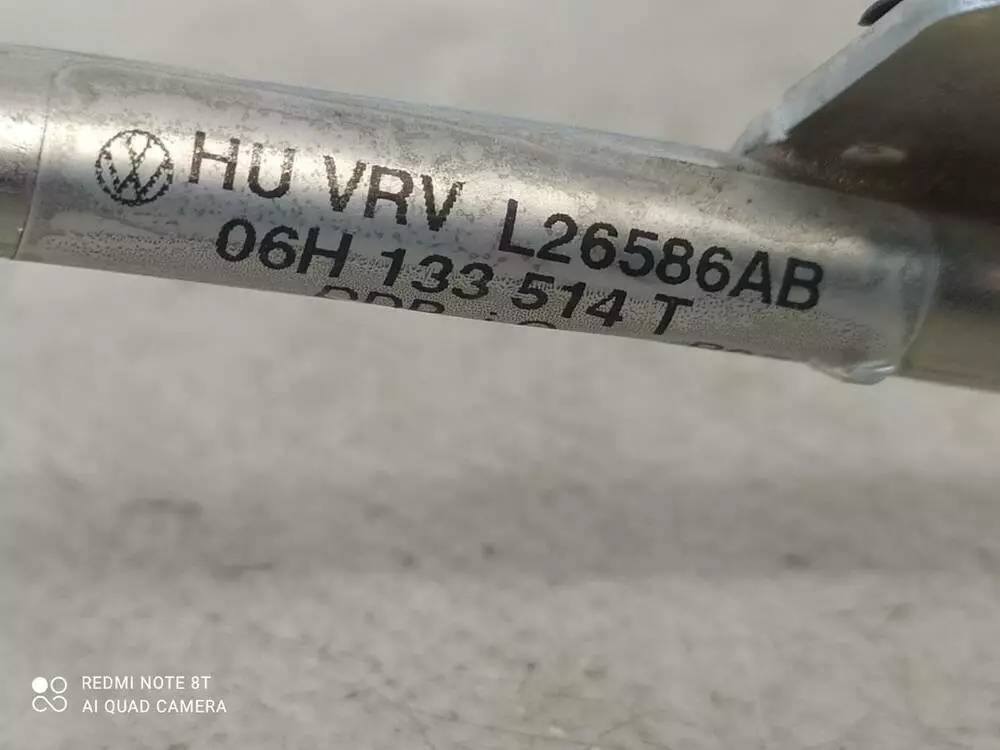 HU VRV L26586AB
06H 133 514 T
REDMI NOTE 8T
AI QUAD CAMERA